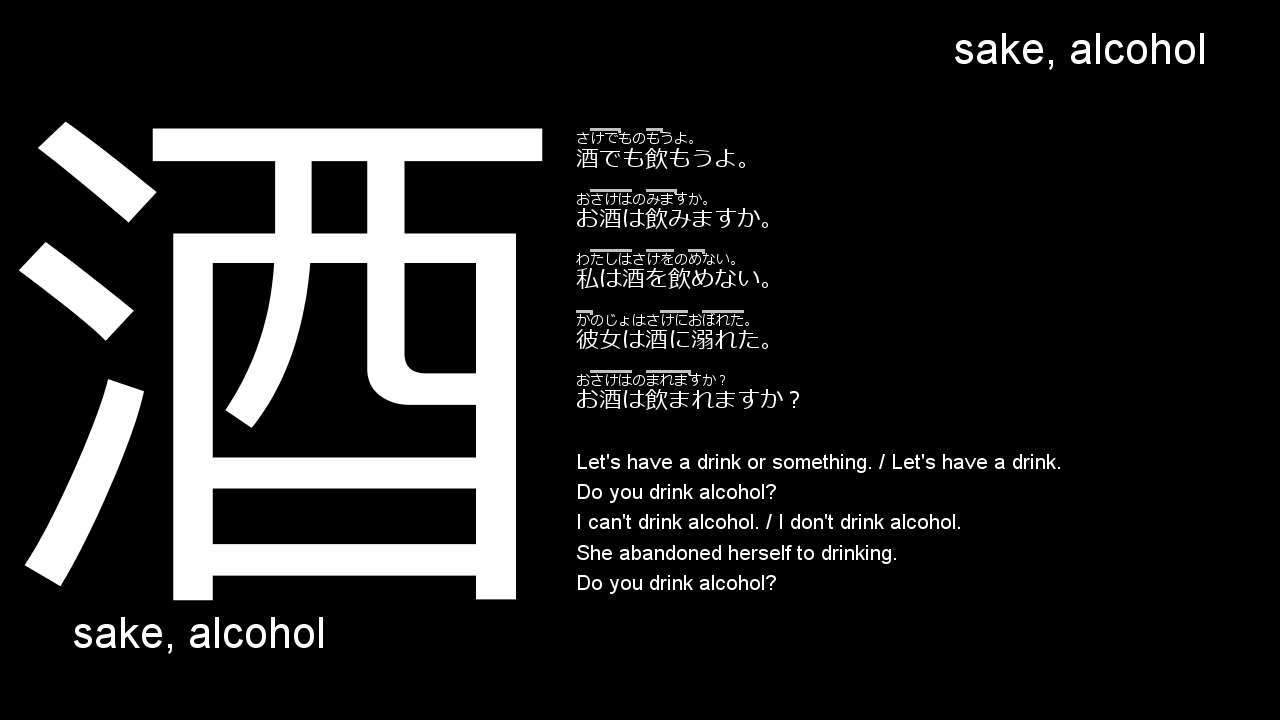 sake, alcohol
酒
さけでものもうよ。
酒でも飲もうよ。
おさけはのみますか。
お酒は飲みますか。
わたしはさけをのめない。
私は酒を飲めない。
かのじょはさけにおぼれた。
彼女は酒に溺れた。
おさけはのまれますか？
お酒は飲まれますか？
Let's have a drink or something. / Let's have a drink.
Do you drink alcohol?
I can't drink alcohol. / I don't drink alcohol.
She abandoned herself to drinking.
Do you drink alcohol?
sake, alcohol